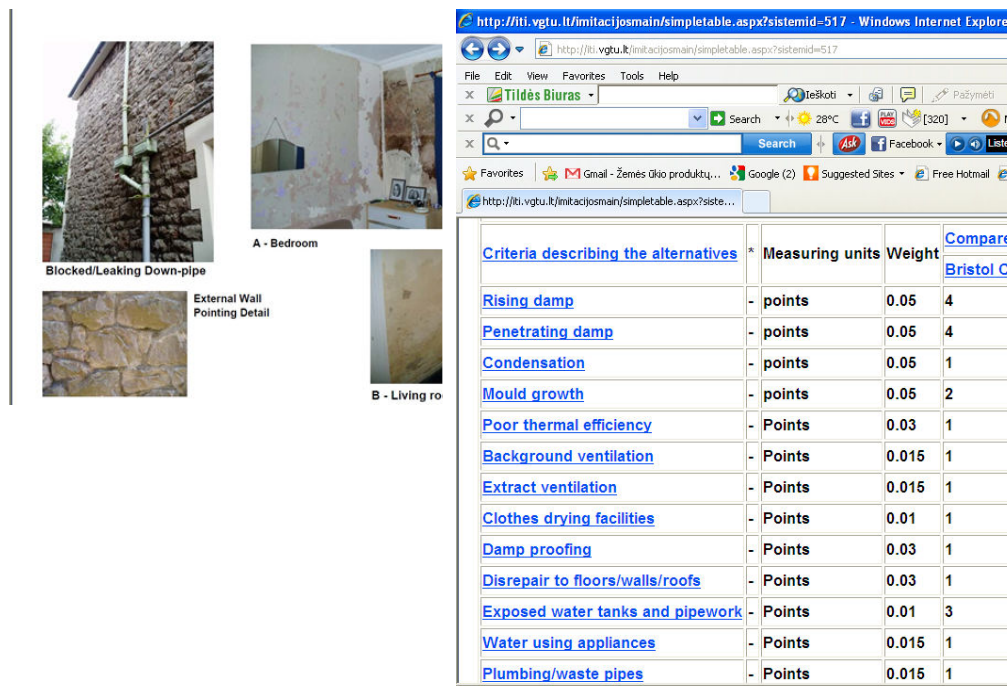 Blocked/Leaking Down-pipe
A - Bedroom
External Wall
Pointing Detail
B - Living ro
http://iti.vgtu.lt/imitacijosmain/simpletable.aspx?sistemid=517 - Windows Internet Explore
http://iti.vgtu.lt/imitacijosmain/simpletable.aspx?sistemid=517
File Edit View Favorites Tools Help
x Tildės Biuras Ieškoti Pažymėti
x Search 28°C PLAY VIDS [320]
x Search Ask Facebook Liste
Favorites Gmail - Žemės ūkio produktų... Google (2) Suggested Sites Free Hotmail
http://iti.vgtu.lt/imitacijosmain/simpletable.aspx?siste...
Criteria describing the alternatives * Measuring units Weight Compare
Bristol C
Rising damp - points 0.05 4
Penetrating damp - points 0.05 4
Condensation - points 0.05 1
Mould growth - points 0.05 2
Poor thermal efficiency - Points 0.03 1
Background ventilation - Points 0.015 1
Extract ventilation - Points 0.015 1
Clothes drying facilities - Points 0.01 1
Damp proofing - Points 0.03 1
Disrepair to floors/walls/roofs - Points 0.03 1
Exposed water tanks and pipework - Points 0.01 3
Water using appliances - Points 0.015 1
Plumbing/waste pipes - Points 0.015 1